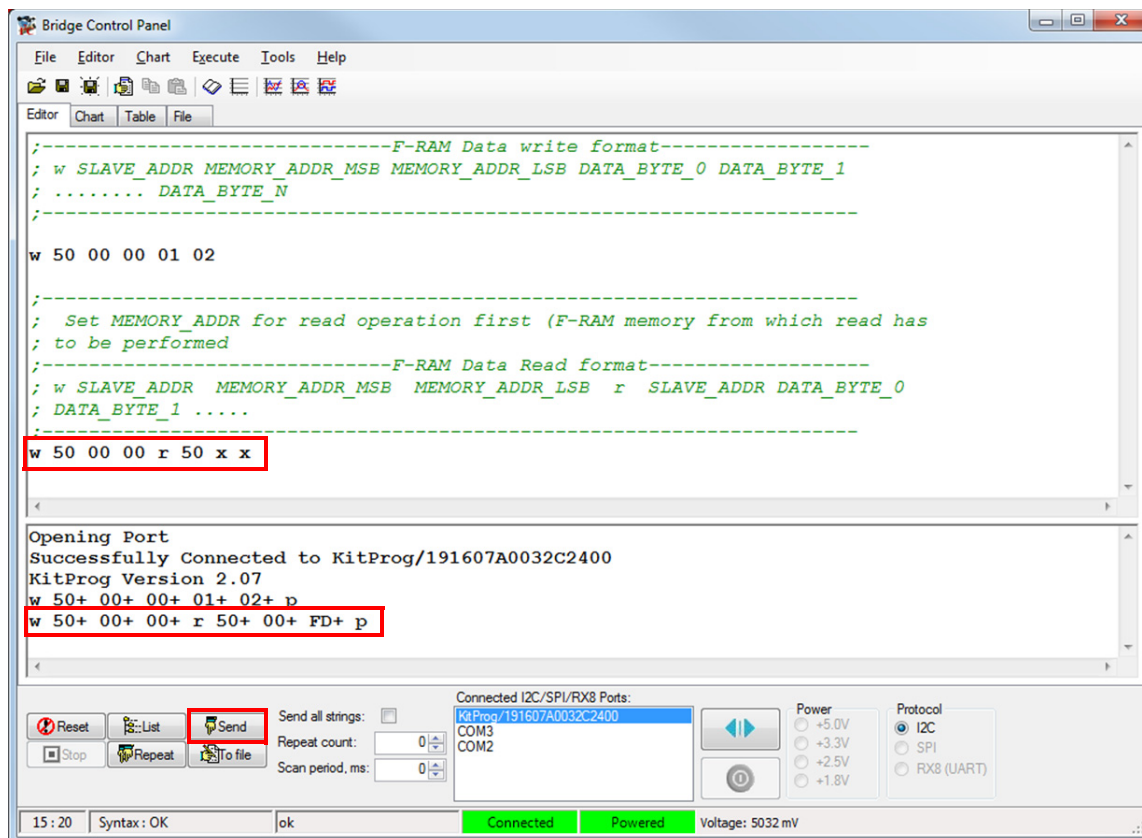 Bridge Control Panel
File Editor Chart Execute Tools Help
Editor Chart Table File
;------------------------------F-RAM Data write format------------------
; w SLAVE_ADDR MEMORY_ADDR_MSB MEMORY_ADDR_LSB DATA_BYTE_0 DATA_BYTE_1
; ........ DATA_BYTE_N
;----------------------------------------------------------------------
w 50 00 00 01 02
;----------------------------------------------------------------------
;  Set MEMORY_ADDR for read operation first (F-RAM memory from which read has
; to be performed
;------------------------------F-RAM Data Read format-------------------
; w SLAVE_ADDR  MEMORY_ADDR_MSB  MEMORY_ADDR_LSB  r  SLAVE_ADDR DATA_BYTE_0
; DATA_BYTE_1 .....
;----------------------------------------------------------------------
w 50 00 00 r 50 x x
Opening Port
Successfully Connected to KitProg/191607A0032C2400
KitProg Version 2.07
w 50+ 00+ 00+ 01+ 02+ p
w 50+ 00+ 00+ r 50+ 00+ FD+ p
Reset List Send
Stop Repeat To file
Send all strings:
Repeat count: 0
Scan period, ms: 0
Connected I2C/SPI/RX8 Ports:
KitProg/191607A0032C2400
COM3
COM2
Power
+5.0V
+3.3V
+2.5V
+1.8V
Protocol
I2C
SPI
RX8 (UART)
15 : 20 Syntax : OK ok Connected Powered Voltage: 5032 mV